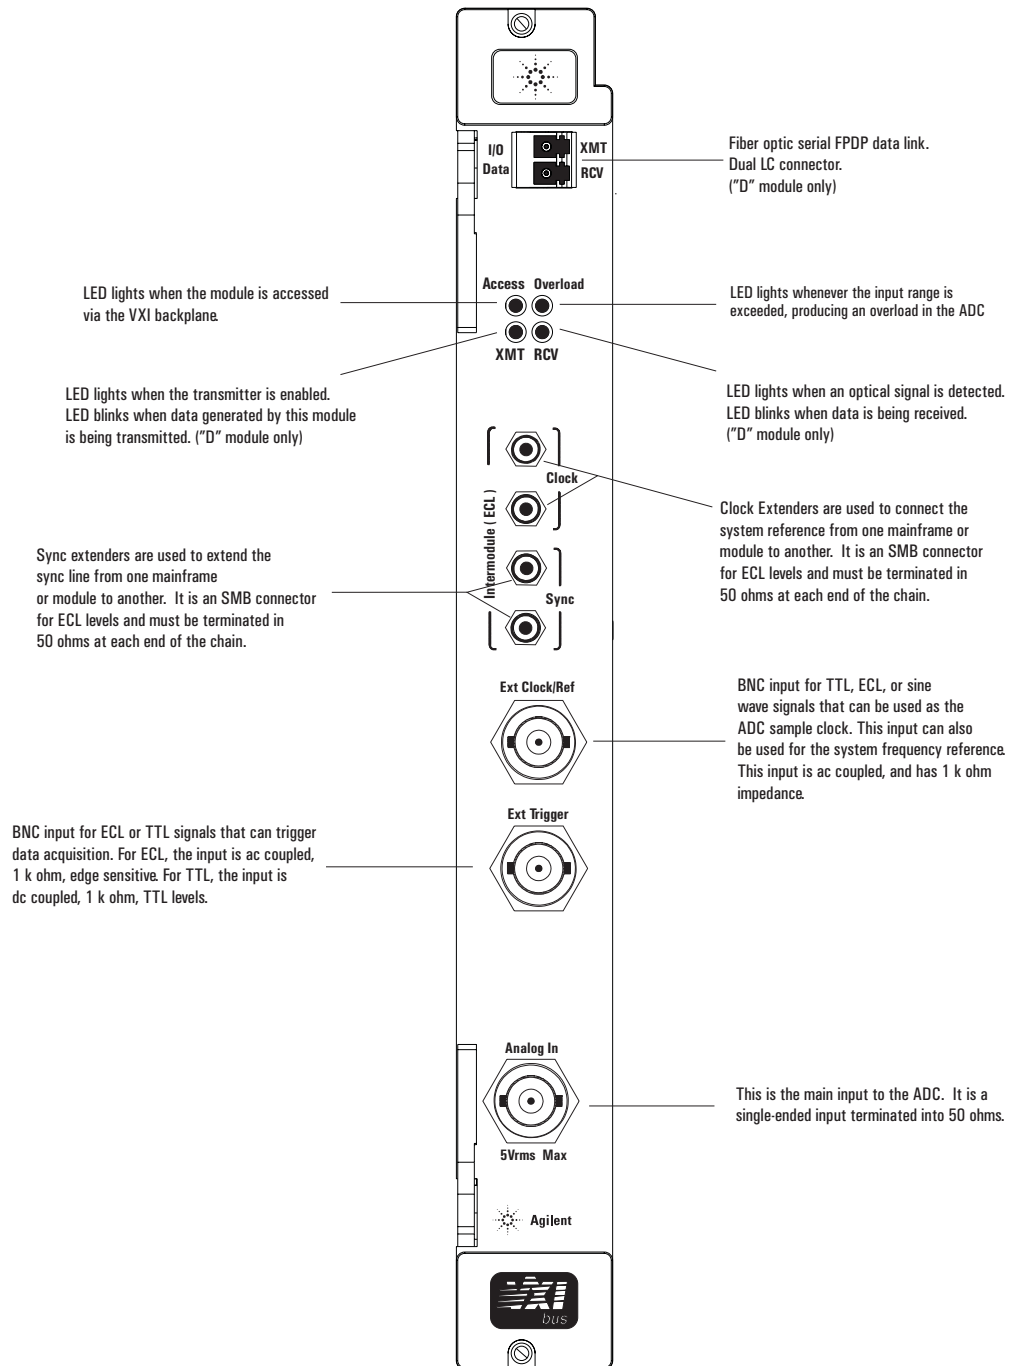 I/O
Data
XMT
RCV
Fiber optic serial FPDP data link.
Dual LC connector.
("D" module only)
Access Overload
XMT RCV
LED lights when the module is accessed
via the VXI backplane.
LED lights whenever the input range is
exceeded, producing an overload in the ADC
LED lights when the transmitter is enabled.
LED blinks when data generated by this module
is being transmitted. ("D" module only)
LED lights when an optical signal is detected.
LED blinks when data is being received.
("D" module only)
Intermodule ( ECL )
Clock
Sync
Clock Extenders are used to connect the
system reference from one mainframe or
module to another. It is an SMB connector
for ECL levels and must be terminated in
50 ohms at each end of the chain.
Sync extenders are used to extend the
sync line from one mainframe
or module to another. It is an SMB connector
for ECL levels and must be terminated in
50 ohms at each end of the chain.
Ext Clock/Ref
BNC input for TTL, ECL, or sine
wave signals that can be used as the
ADC sample clock. This input can also
be used for the system frequency reference.
This input is ac coupled, and has 1 k ohm
impedance.
Ext Trigger
BNC input for ECL or TTL signals that can trigger
data acquisition. For ECL, the input is ac coupled,
1 k ohm, edge sensitive. For TTL, the input is
dc coupled, 1 k ohm, TTL levels.
Analog In
5Vrms Max
This is the main input to the ADC. It is a
single-ended input terminated into 50 ohms.
Agilent
VXI
bus